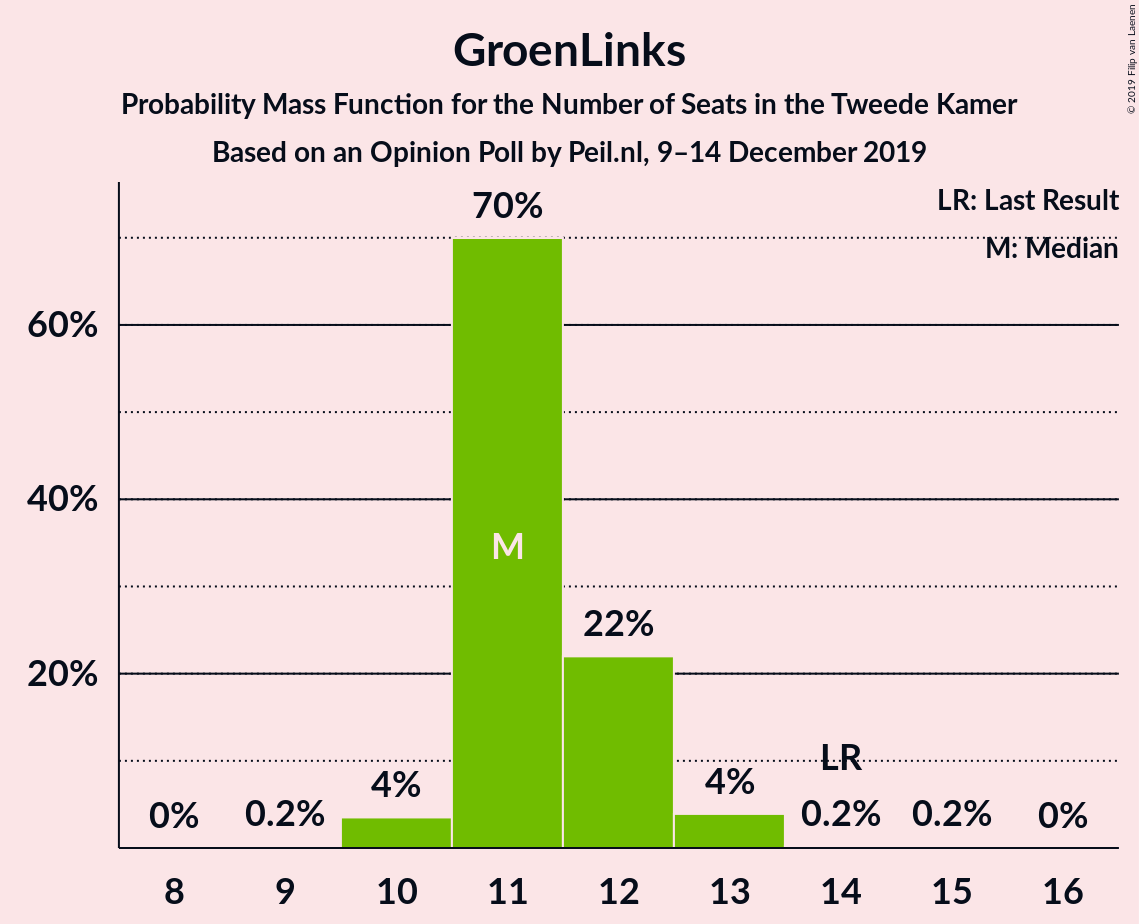 GroenLinks
Probability Mass Function for the Number of Seats in the Tweede Kamer
Based on an Opinion Poll by Peil.nl, 9–14 December 2019
© 2019 Filip van Laenen
LR: Last Result
M: Median
70%
60%
40%
20%
M
22%
LR
0%
0.2%
4%
4%
0.2%
0.2%
0%
8 9 10 11 12 13 14 15 16